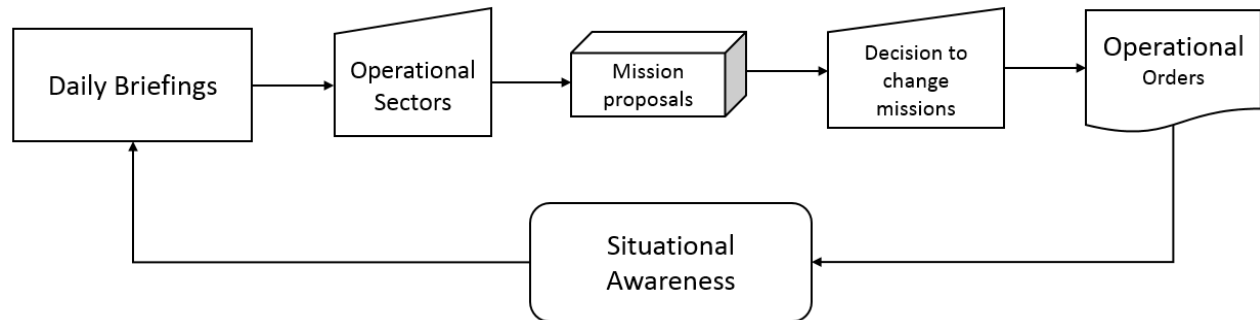 Daily Briefings
Operational
Sectors
Mission
proposals
Decision to
change
missions
Operational
Orders
Situational
Awareness